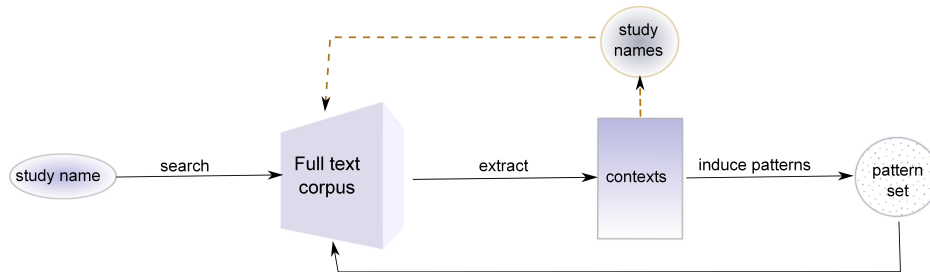 study
names
study name
search
Full text
corpus
extract
contexts
induce patterns
pattern
set